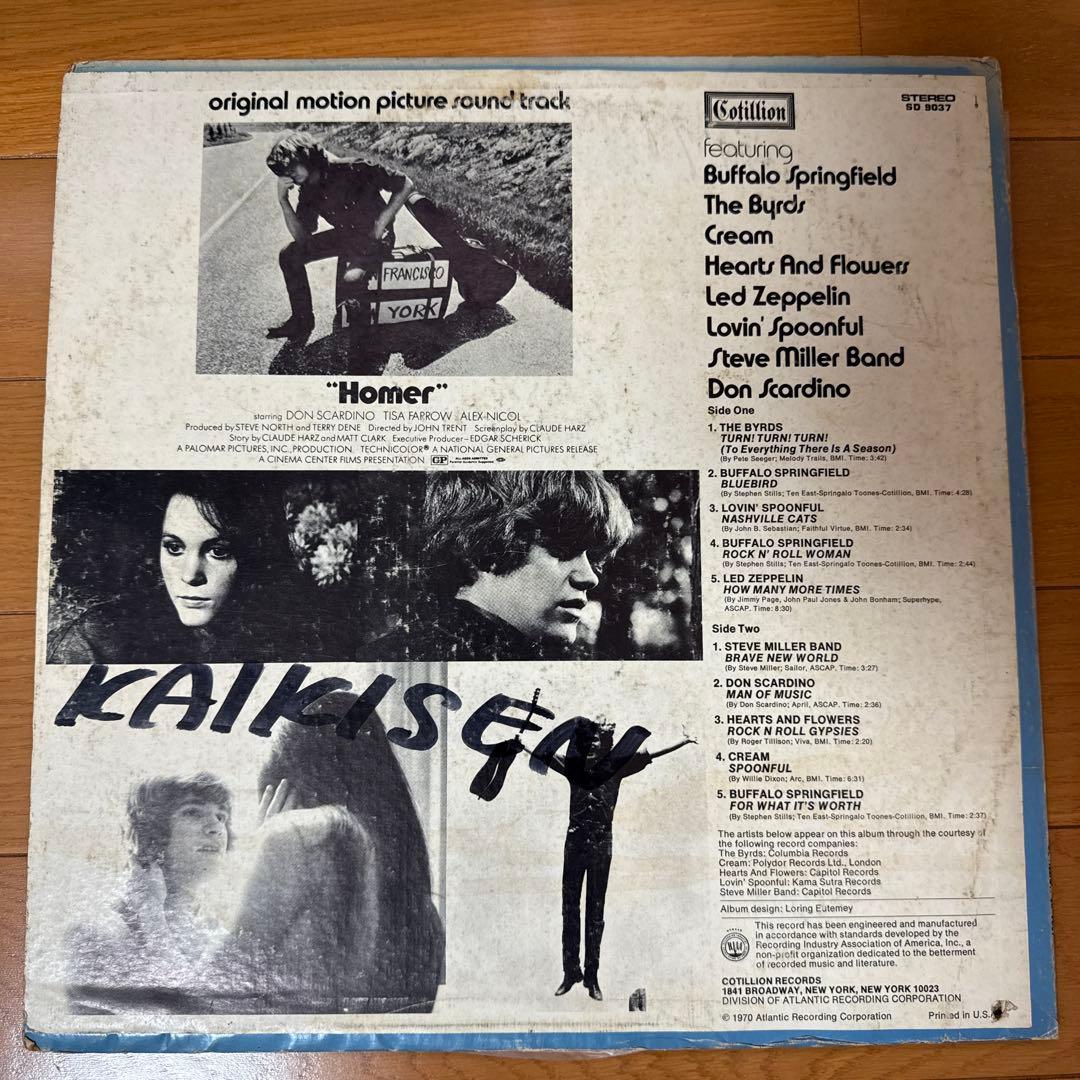 original motion picture sound track
FRANCISCO
YORK
"Homer"
starring DON SCARDINO TISA FARROW ALEX NICOL
Produced by STEVE NORTH and TERRY DENE Directed by JOHN TRENT Screenplay by CLAUDE HARZ
Story by CLAUDE HARZ and MATT CLARK Executive Producer–EDGAR SCHERICK
A PALOMAR PICTURES, INC., PRODUCTION TECHNICOLOR® A NATIONAL GENERAL PICTURES RELEASE
A CINEMA CENTER FILMS PRESENTATION GP ALL AGES ADMITTED Parental Guidance Suggested
KAIKISEN
Cotillion
STEREO
SD 9037
featuring
Buffalo Springfield
The Byrds
Cream
Hearts And Flowers
Led Zeppelin
Lovin' Spoonful
Steve Miller Band
Don Scardino
Side One
1. THE BYRDS
TURN! TURN! TURN!
(To Everything There Is A Season)
(By Pete Seeger; Melody Trails, BMI. Time: 3:42)
2. BUFFALO SPRINGFIELD
BLUEBIRD
(By Stephen Stills; Ten East-Springalo Toones-Cotillion, BMI. Time: 4:28)
3. LOVIN' SPOONFUL
NASHVILLE CATS
(By John B. Sebastian; Faithful Virtue, BMI. Time: 2:34)
4. BUFFALO SPRINGFIELD
ROCK N' ROLL WOMAN
(By Stephen Stills; Ten East-Springalo Toones-Cotillion, BMI. Time: 2:44)
5. LED ZEPPELIN
HOW MANY MORE TIMES
(By Jimmy Page, John Paul Jones & John Bonham; Superhype,
ASCAP. Time: 8:30)
Side Two
1. STEVE MILLER BAND
BRAVE NEW WORLD
(By Steve Miller; Sailor, ASCAP. Time: 3:27)
2. DON SCARDINO
MAN OF MUSIC
(By Don Scardino; April, ASCAP. Time: 2:36)
3. HEARTS AND FLOWERS
ROCK N ROLL GYPSIES
(By Roger Tillison; Viva, BMI. Time: 2:20)
4. CREAM
SPOONFUL
(By Willie Dixon; Arc, BMI. Time: 6:31)
5. BUFFALO SPRINGFIELD
FOR WHAT IT'S WORTH
(By Stephen Stills; Ten East-Springalo Toones-Cotillion, BMI. Time: 2:37)
The artists below appear on this album through the courtesy of
the following record companies:
The Byrds: Columbia Records
Cream: Polydor Records Ltd., London
Hearts And Flowers: Capitol Records
Lovin' Spoonful: Kama Sutra Records
Steve Miller Band: Capitol Records
Album design: Loring Eutemey
This record has been engineered and manufactured
in accordance with standards developed by the
Recording Industry Association of America, Inc., a
non-profit organization dedicated to the betterment
of recorded music and literature.
COTILLION RECORDS
1841 BROADWAY, NEW YORK, NEW YORK 10023
DIVISION OF ATLANTIC RECORDING CORPORATION
© 1970 Atlantic Recording Corporation
Printed in U.S.A.